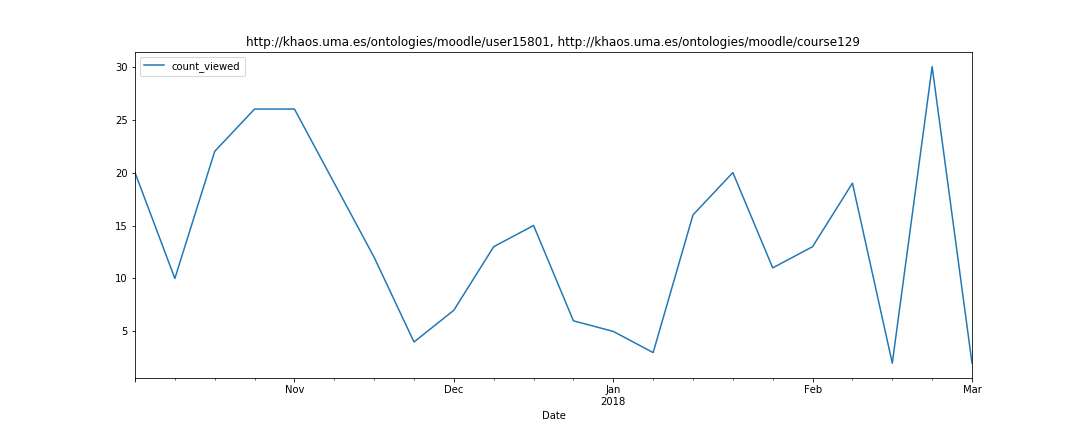 http://khaos.uma.es/ontologies/moodle/user15801, http://khaos.uma.es/ontologies/moodle/course129
count_viewed
30
25
20
15
10
5
Nov Dec Jan Feb Mar
2018
Date